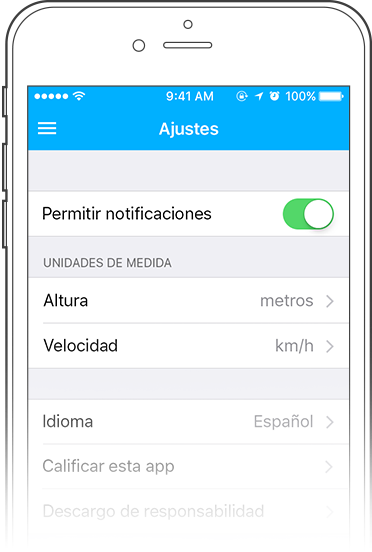 9:41 AM 100%
Ajustes
Permitir notificaciones
UNIDADES DE MEDIDA
Altura metros
Velocidad km/h
Idioma Español
Calificar esta app
Descargo de responsabilidad